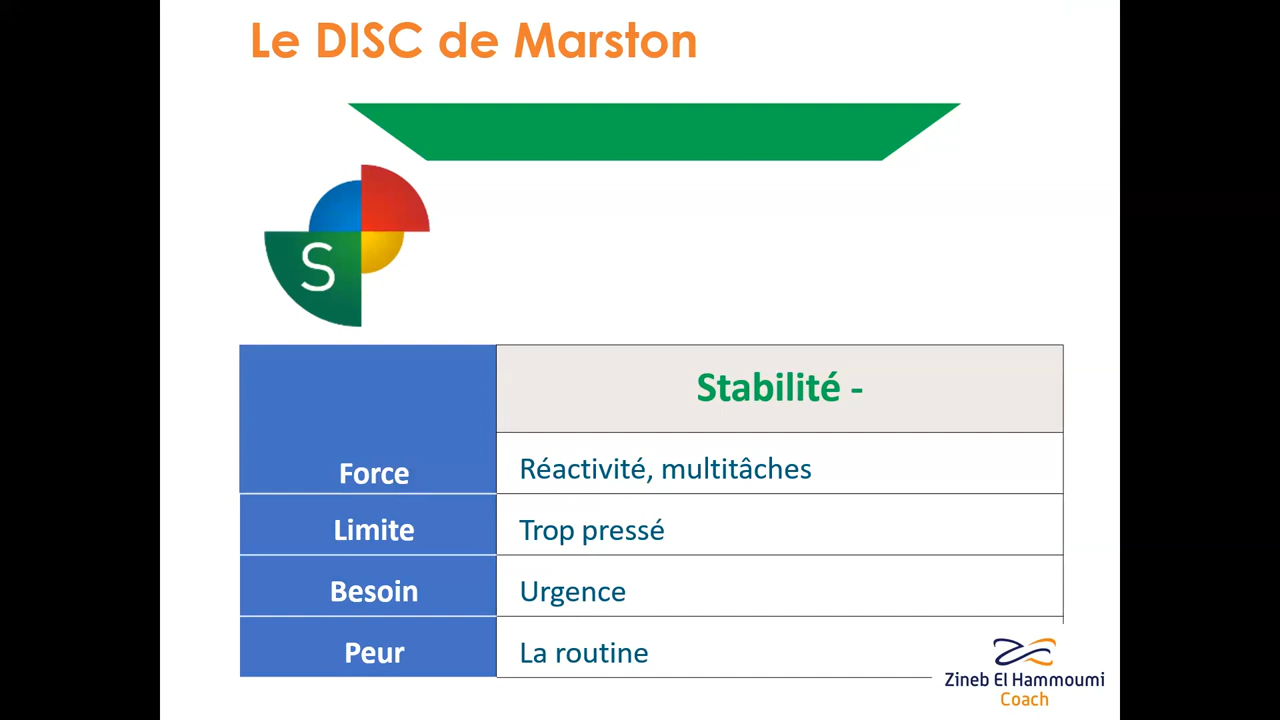 Le DISC de Marston
S
Stabilité -
Force
Réactivité, multitâches
Limite
Trop pressé
Besoin
Urgence
Peur
La routine
Zineb El Hammoumi
Coach